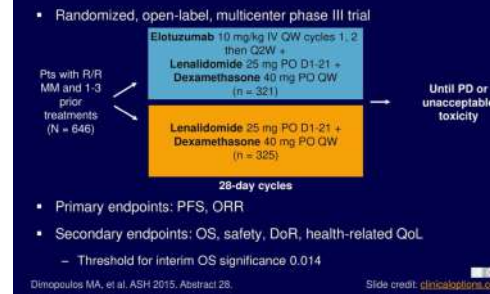 ▪ Randomized, open-label, multicenter phase III trial
Elotuzumab 10 mg/kg IV QW cycles 1, 2
then Q2W +
Lenalidomide 25 mg PO D1-21 +
Dexamethasone 40 mg PO QW
(n = 321)
Pts with R/R
MM and 1-3
prior
treatments
(N = 646)
Until PD or
unacceptable
toxicity
Lenalidomide 25 mg PO D1-21 +
Dexamethasone 40 mg PO QW
(n = 325)
28-day cycles
▪ Primary endpoints: PFS, ORR
▪ Secondary endpoints: OS, safety, DoR, health-related QoL
– Threshold for interim OS significance 0.014
Dimopoulos MA, et al. ASH 2015. Abstract 28.
Slide credit: clinicaloptions.co